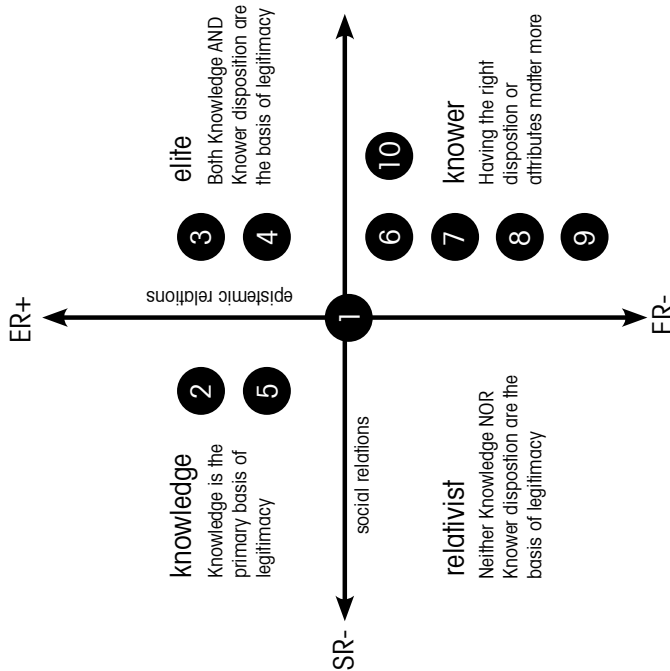 ER+
knowledge
Knowledge is the
primary basis of
legitimacy
2
5
epistemic relations
3
4
elite
Both Knowledge AND
Knower disposition are
the basis of legitimacy
SR-
social relations
1
relativist
Neither Knowledge NOR
Knower dispostion are the
basis of legitimacy
6
7
8
9
10
knower
Having the right
dispostion or
attributes matter more
ER-